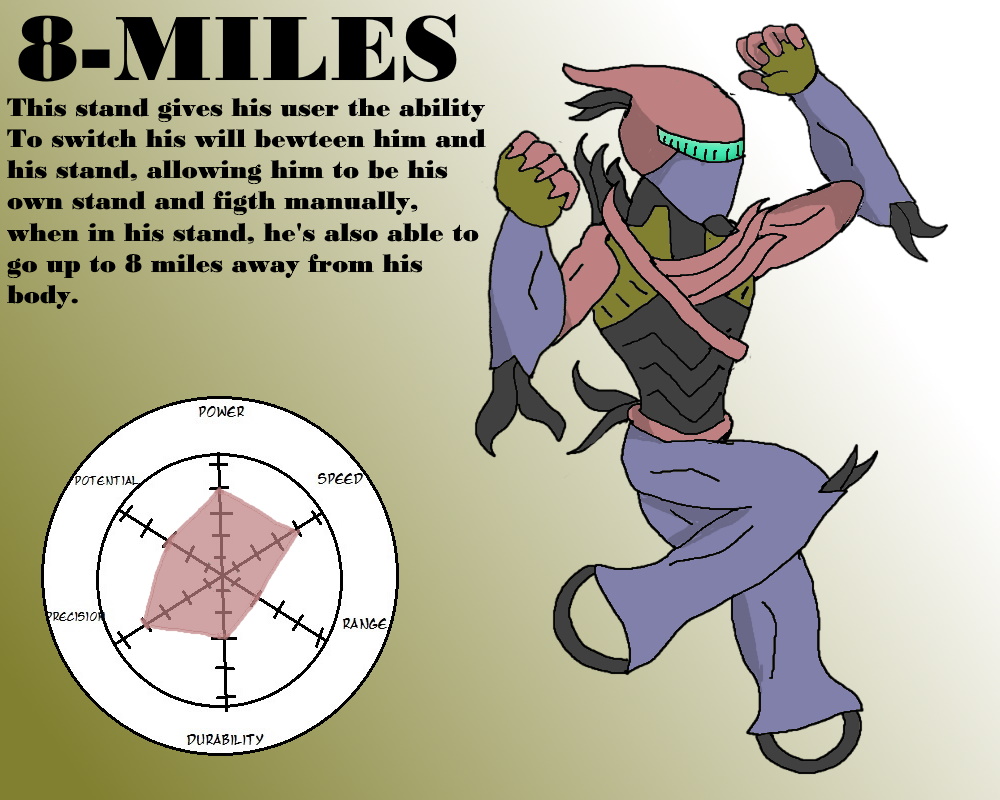 8-MILES
This stand gives his user the ability
To switch his will bewteen him and
his stand, allowing him to be his
own stand and figth manually,
when in his stand, he's also able to
go up to 8 miles away from his
body.
POWER
POTENTIAL
SPEED
PRECISION
RANGE
DURABILITY